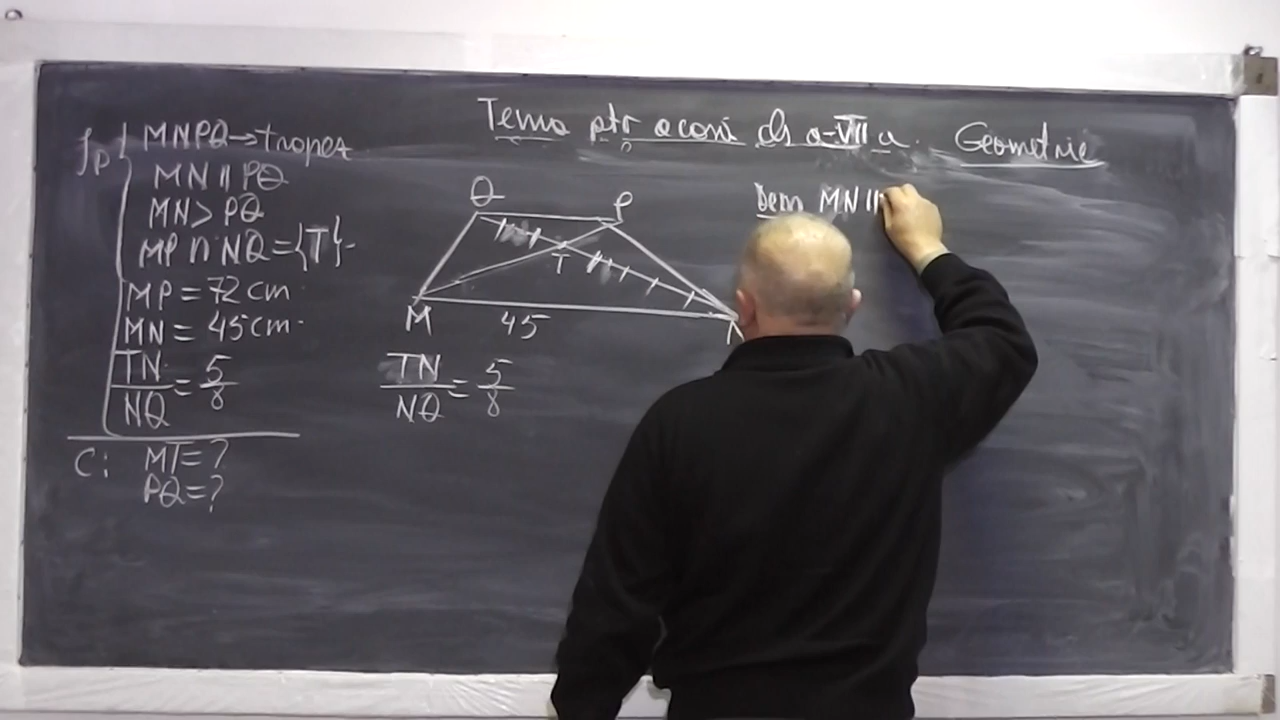 Tema ptr acasă cls a-VII a. Geometrie
Ip MNPQ→trapez
MN || PQ
MN > PQ
MP ∩ NQ = {T}
MP = 72 cm
MN = 45 cm
TN/NQ = 5/8
C: MT = ?
PQ = ?
Q P
T
M 45 N
TN/NQ = 5/8
Dem MN ||